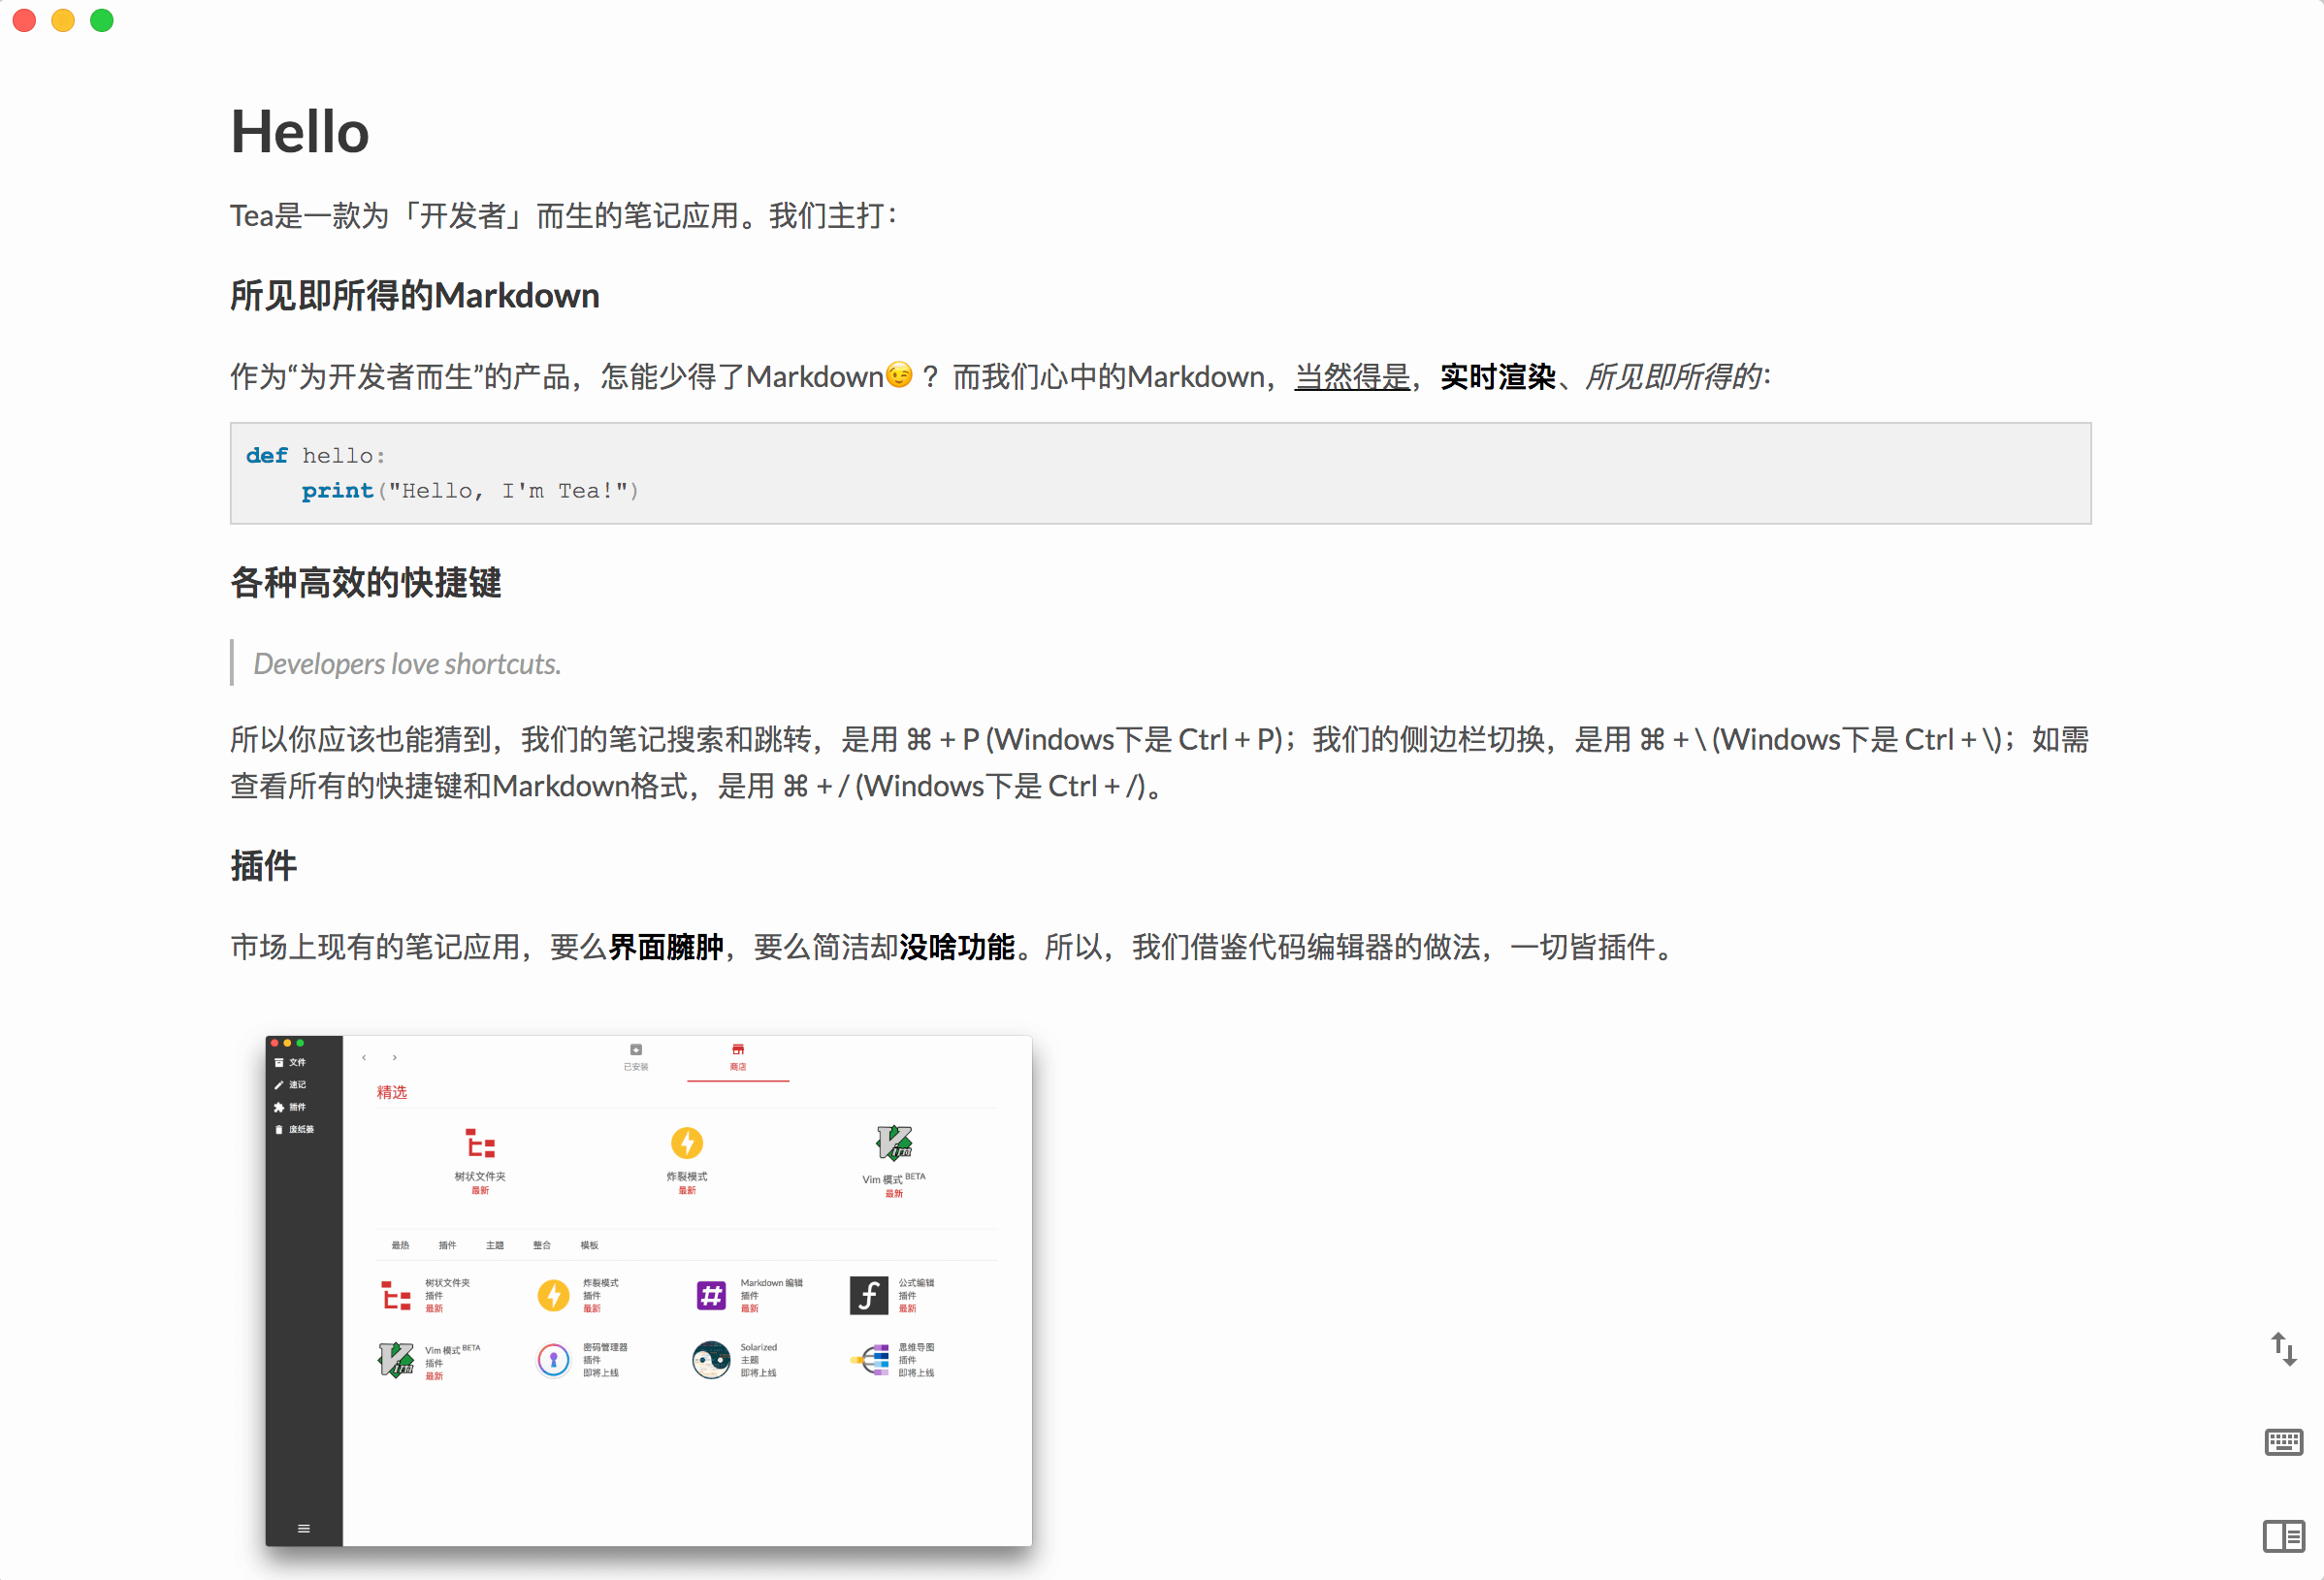 Hello
Tea是一款为「开发者」而生的笔记应用。我们主打：
所见即所得的Markdown
作为“为开发者而生”的产品，怎能少得了Markdown😉？而我们心中的Markdown，当然得是，实时渲染、所见即所得的：
def hello:
    print("Hello, I'm Tea!")
各种高效的快捷键
Developers love shortcuts.
所以你应该也能猜到，我们的笔记搜索和跳转，是用 ⌘ + P (Windows下是 Ctrl + P)；我们的侧边栏切换，是用 ⌘ + \ (Windows下是 Ctrl + \)；如需
查看所有的快捷键和Markdown格式，是用 ⌘ + / (Windows下是 Ctrl + /)。
插件
市场上现有的笔记应用，要么界面臃肿，要么简洁却没啥功能。所以，我们借鉴代码编辑器的做法，一切皆插件。
文件
速记
插件
废纸篓
已安装
商店
精选
树状文件夹
最新
炸裂模式
最新
Vim 模式 BETA
最新
最热 插件 主题 整合 模板
树状文件夹
插件
最新
炸裂模式
插件
最新
Markdown 编辑
插件
最新
公式编辑
插件
最新
Vim 模式 BETA
插件
最新
密码管理器
插件
即将上线
Solarized
主题
即将上线
思维导图
插件
即将上线